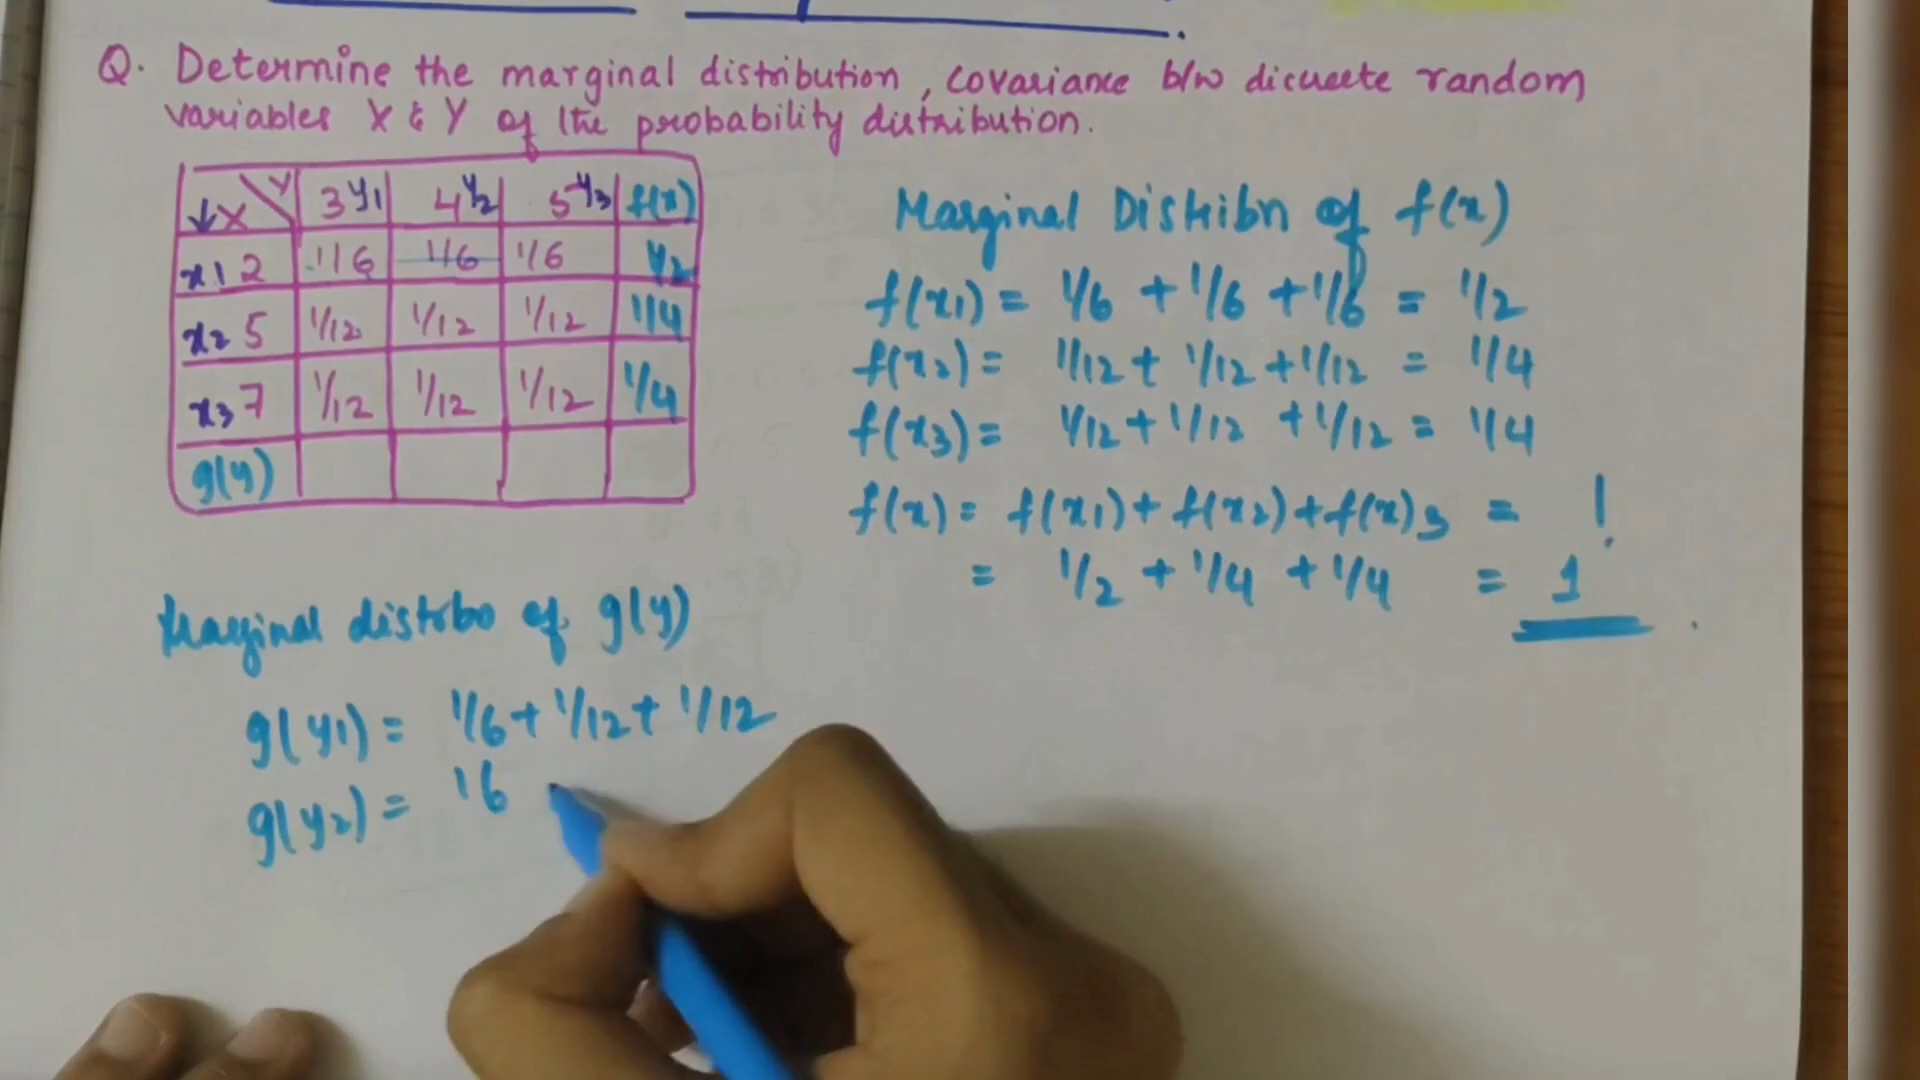 Q. Determine the marginal distribution, covariance b/w dicuscte random
variables X & Y of the probability distribution.
↓X Y 3 y1 4 y2 5 y3 f(x)
x1 2 1/6 1/6 1/6 1/2
x2 5 1/12 1/12 1/12 1/4
x3 7 1/12 1/12 1/12 1/4
g(y)
Marginal Distribn of f(x)
f(x1) = 1/6 + 1/6 + 1/6 = 1/2
f(x2) = 1/12 + 1/12 + 1/12 = 1/4
f(x3) = 1/12 + 1/12 + 1/12 = 1/4
f(x) = f(x1) + f(x2) + f(x)3 = !
= 1/2 + 1/4 + 1/4 = 1
Marginal distrbo of g(y)
g(y1) = 1/6 + 1/12 + 1/12
g(y2) = 16